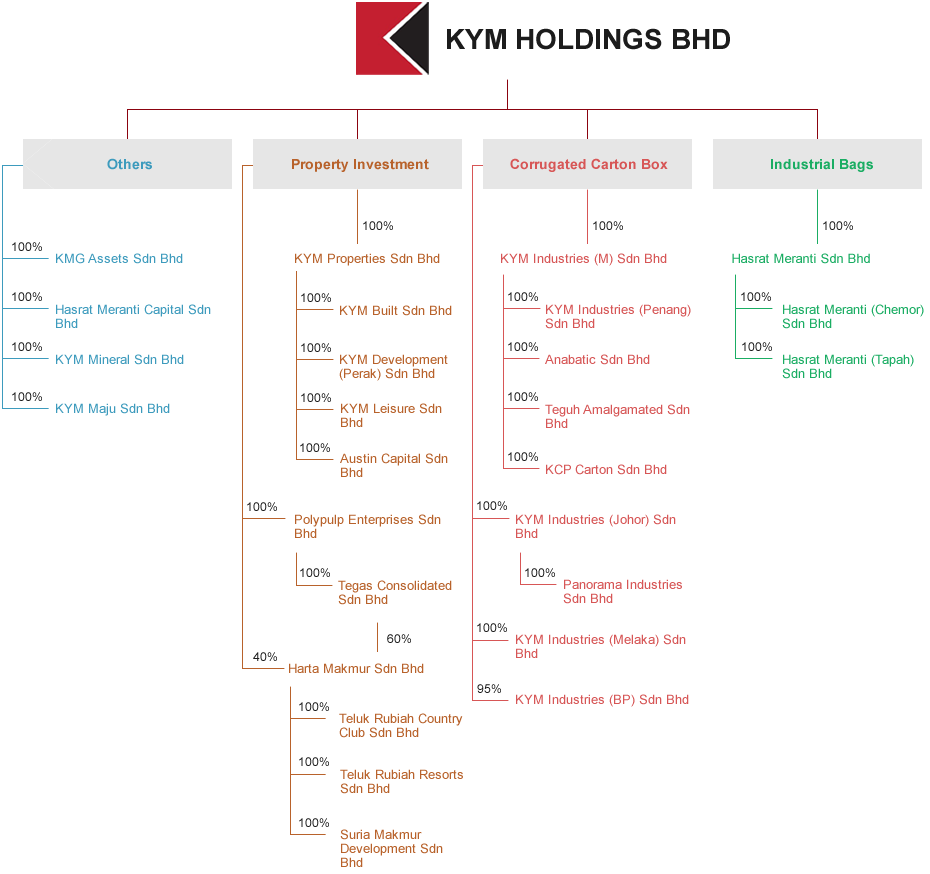 KYM HOLDINGS BHD
Others
Property Investment
Corrugated Carton Box
Industrial Bags
100%
KMG Assets Sdn Bhd
100%
Hasrat Meranti Capital Sdn
Bhd
100%
KYM Mineral Sdn Bhd
100%
KYM Maju Sdn Bhd
100%
KYM Properties Sdn Bhd
100%
KYM Built Sdn Bhd
100%
KYM Development
(Perak) Sdn Bhd
100%
KYM Leisure Sdn
Bhd
100%
Austin Capital Sdn
Bhd
100%
Polypulp Enterprises Sdn
Bhd
100%
Tegas Consolidated
Sdn Bhd
60%
40%
Harta Makmur Sdn Bhd
100%
Teluk Rubiah Country
Club Sdn Bhd
100%
Teluk Rubiah Resorts
Sdn Bhd
100%
Suria Makmur
Development Sdn
Bhd
100%
KYM Industries (M) Sdn Bhd
100%
KYM Industries (Penang)
Sdn Bhd
100%
Anabatic Sdn Bhd
100%
Teguh Amalgamated Sdn
Bhd
100%
KCP Carton Sdn Bhd
100%
KYM Industries (Johor) Sdn
Bhd
100%
Panorama Industries
Sdn Bhd
100%
KYM Industries (Melaka) Sdn
Bhd
95%
KYM Industries (BP) Sdn Bhd
100%
Hasrat Meranti Sdn Bhd
100%
Hasrat Meranti (Chemor)
Sdn Bhd
100%
Hasrat Meranti (Tapah)
Sdn Bhd